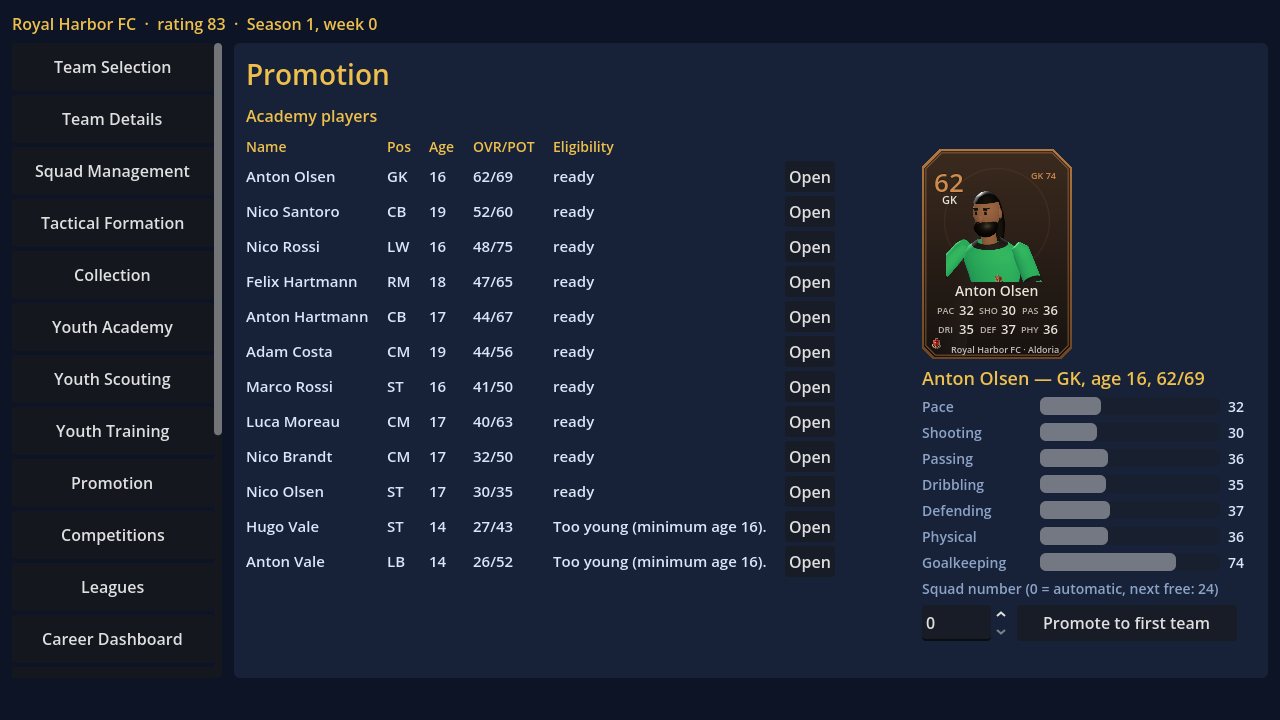 Royal Harbor FC · rating 83 · Season 1, week 0
Team Selection
Team Details
Squad Management
Tactical Formation
Collection
Youth Academy
Youth Scouting
Youth Training
Promotion
Competitions
Leagues
Career Dashboard
Promotion
Academy players
Name Pos Age OVR/POT Eligibility
Anton Olsen GK 16 62/69 ready Open
Nico Santoro CB 19 52/60 ready Open
Nico Rossi LW 16 48/75 ready Open
Felix Hartmann RM 18 47/65 ready Open
Anton Hartmann CB 17 44/67 ready Open
Adam Costa CM 19 44/56 ready Open
Marco Rossi ST 16 41/50 ready Open
Luca Moreau CM 17 40/63 ready Open
Nico Brandt CM 17 32/50 ready Open
Nico Olsen ST 17 30/35 ready Open
Hugo Vale ST 14 27/43 Too young (minimum age 16). Open
Anton Vale LB 14 26/52 Too young (minimum age 16). Open
62 GK 74
GK
Anton Olsen
PAC 32 SHO 30 PAS 36
DRI 35 DEF 37 PHY 36
Royal Harbor FC · Aldoria
Anton Olsen — GK, age 16, 62/69
Pace 32
Shooting 30
Passing 36
Dribbling 35
Defending 37
Physical 36
Goalkeeping 74
Squad number (0 = automatic, next free: 24)
0 Promote to first team